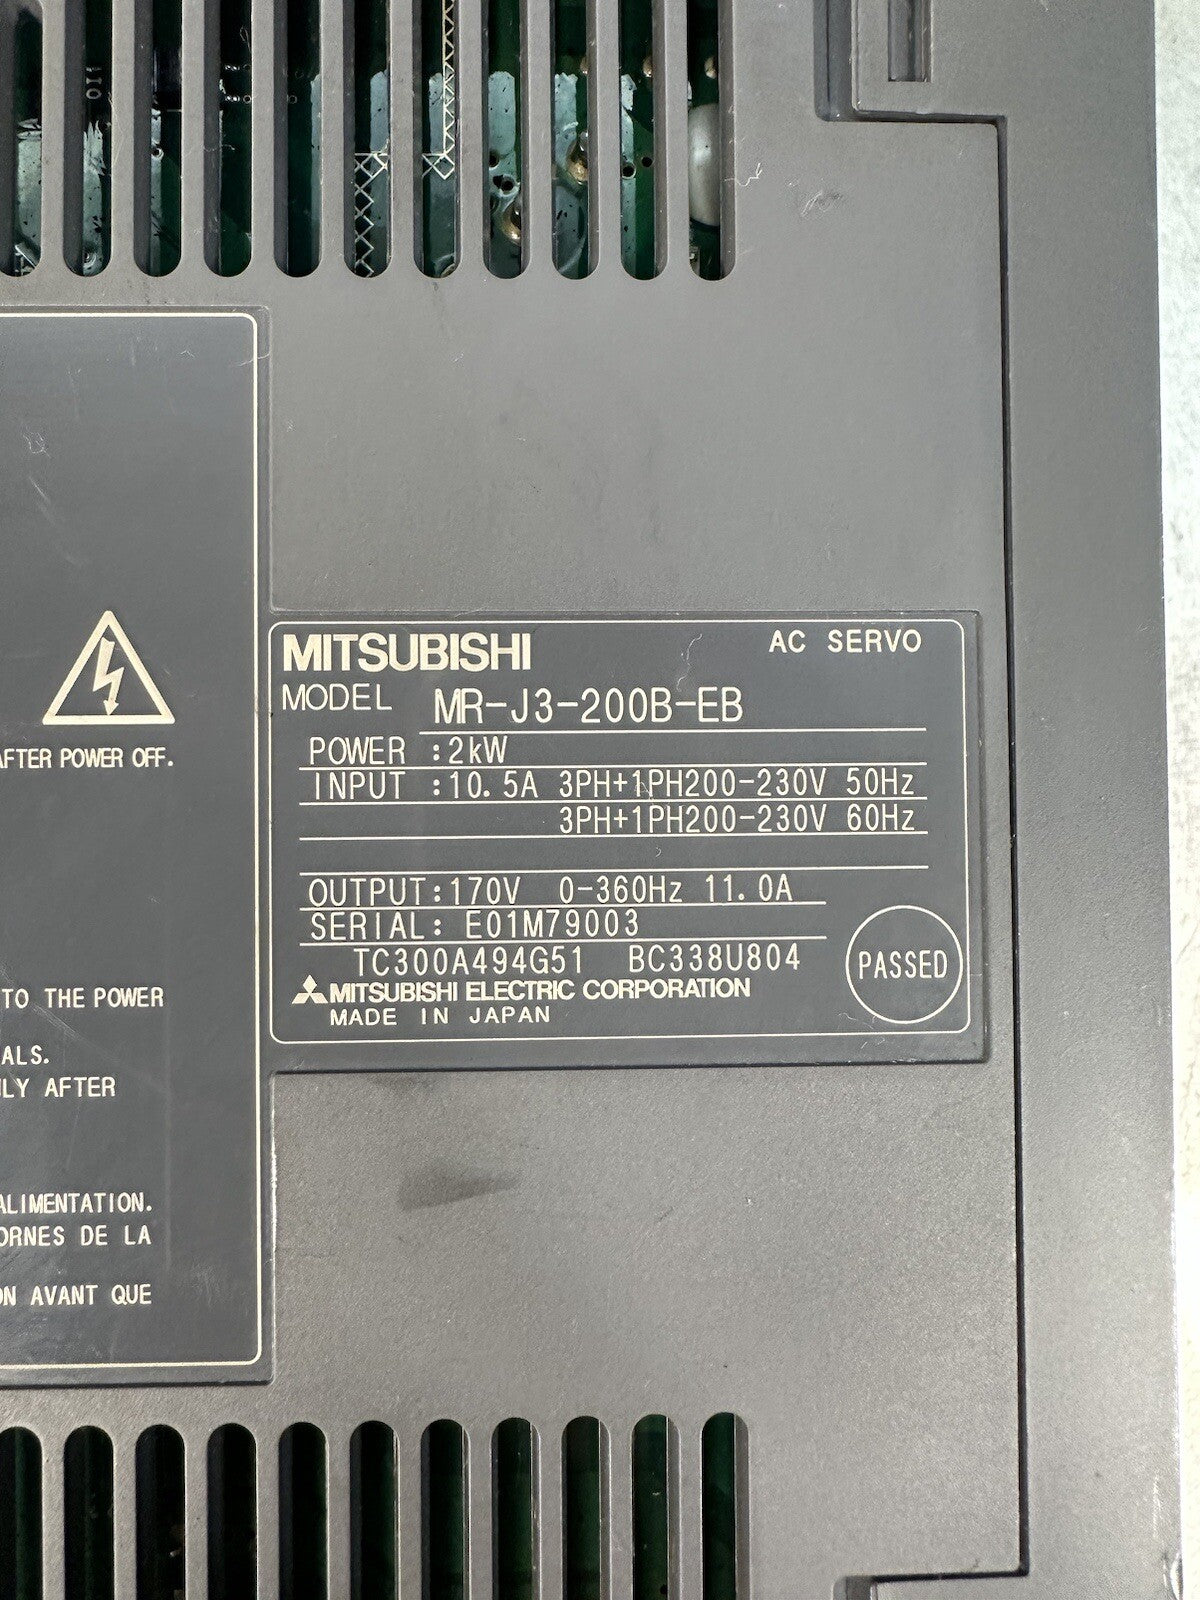 OI1
MITSUBISHI
AC SERVO
MODEL MR-J3-200B-EB
POWER :2kW
INPUT :10.5A 3PH+1PH200-230V 50Hz
3PH+1PH200-230V 60Hz
OUTPUT:170V 0-360Hz 11.0A
SERIAL: E01M79003
TC300A494G51 BC338U804
PASSED
MITSUBISHI ELECTRIC CORPORATION
MADE IN JAPAN
AFTER POWER OFF.
TO THE POWER
ALS.
LY AFTER
ALIMENTATION.
ORNES DE LA
ON AVANT QUE